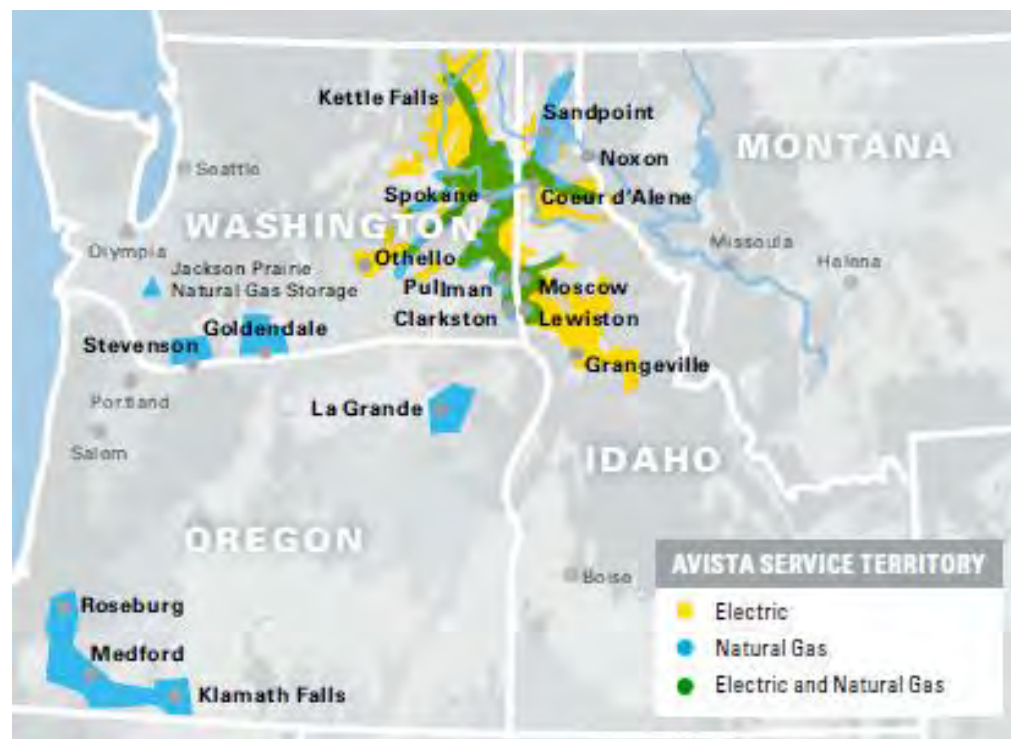 Kettle Falls
Sandpoint
MONTANA
Noxon
Seattle
Spokane
Coeur d'Alene
WASHINGTON
Olympia
Othello
Missoula
Helena
Jackson Prairie
Natural Gas Storage
Pullman
Moscow
Clarkston
Lewiston
Goldendale
Stevenson
Grangeville
Portland
La Grande
Salem
IDAHO
OREGON
AVISTA SERVICE TERRITORY
Boise
Electric
Roseburg
Natural Gas
Medford
Electric and Natural Gas
Klamath Falls